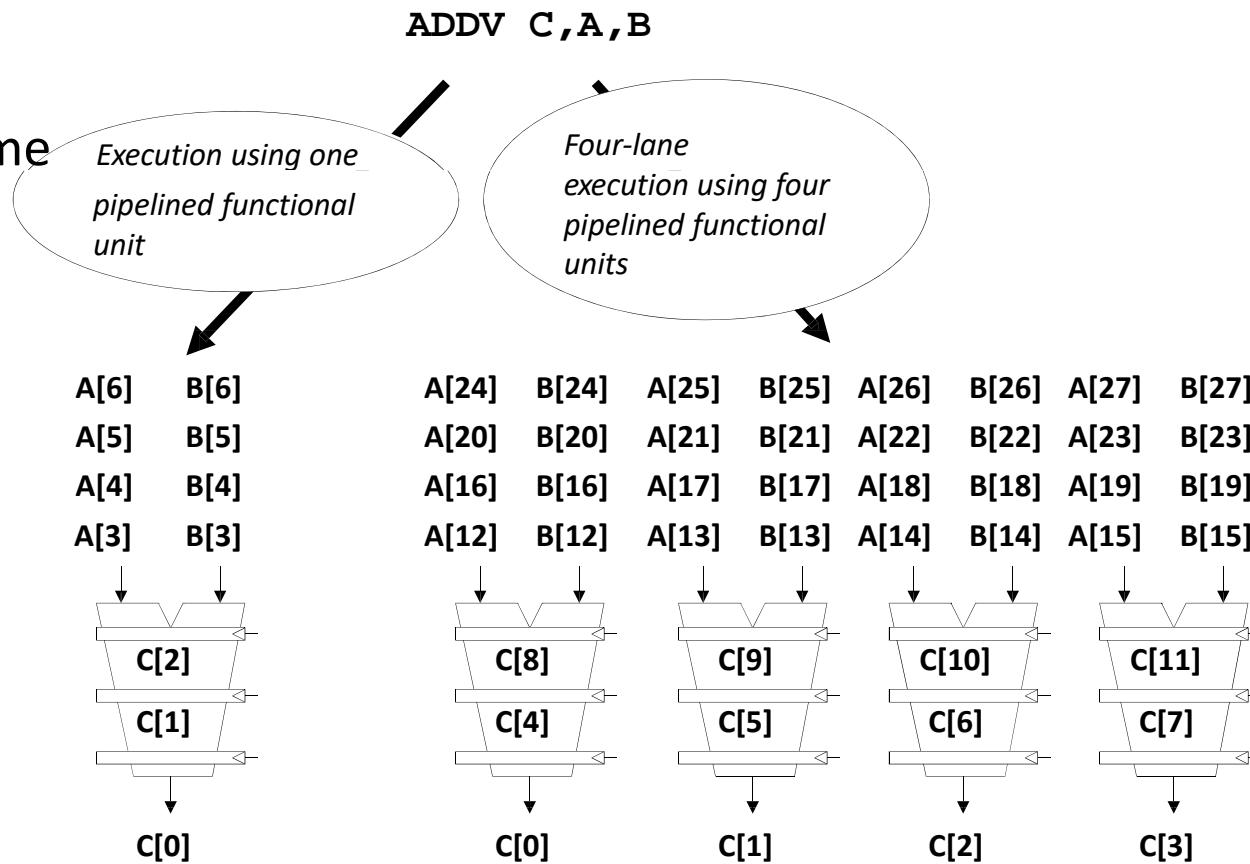 ADDV C,A,B
Execution using one
pipelined functional
unit
Four-lane
execution using four
pipelined functional
units
A[6] B[6] A[24] B[24] A[25] B[25] A[26] B[26] A[27] B[27]
A[5] B[5] A[20] B[20] A[21] B[21] A[22] B[22] A[23] B[23]
A[4] B[4] A[16] B[16] A[17] B[17] A[18] B[18] A[19] B[19]
A[3] B[3] A[12] B[12] A[13] B[13] A[14] B[14] A[15] B[15]
C[2] C[8] C[9] C[10] C[11]
C[1] C[4] C[5] C[6] C[7]
C[0] C[0] C[1] C[2] C[3]